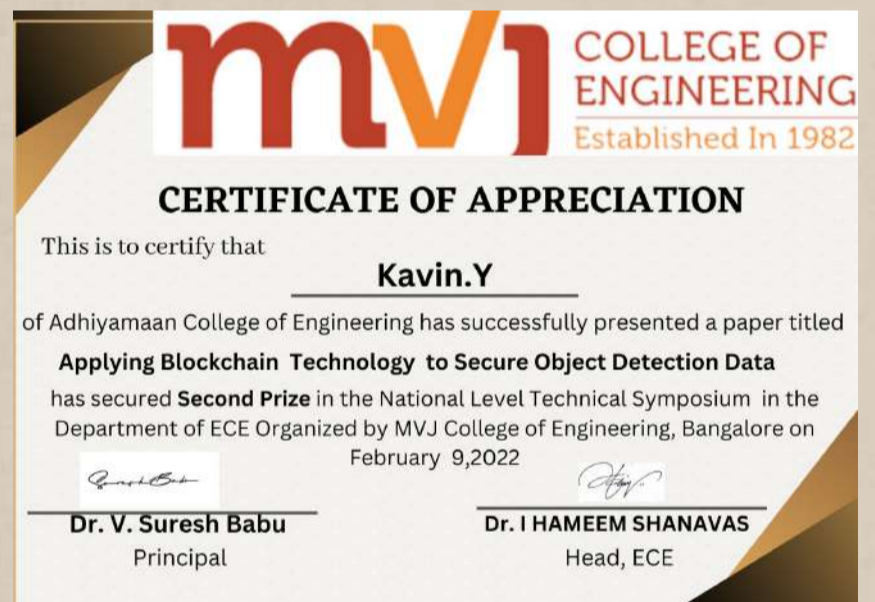 mvj COLLEGE OF
ENGINEERING
Established In 1982
CERTIFICATE OF APPRECIATION
This is to certify that
Kavin.Y
of Adhiyamaan College of Engineering has successfully presented a paper titled
Applying Blockchain Technology to Secure Object Detection Data
has secured Second Prize in the National Level Technical Symposium in the
Department of ECE Organized by MVJ College of Engineering, Bangalore on
February 9,2022
Dr. V. Suresh Babu
Principal
Dr. I HAMEEM SHANAVAS
Head, ECE